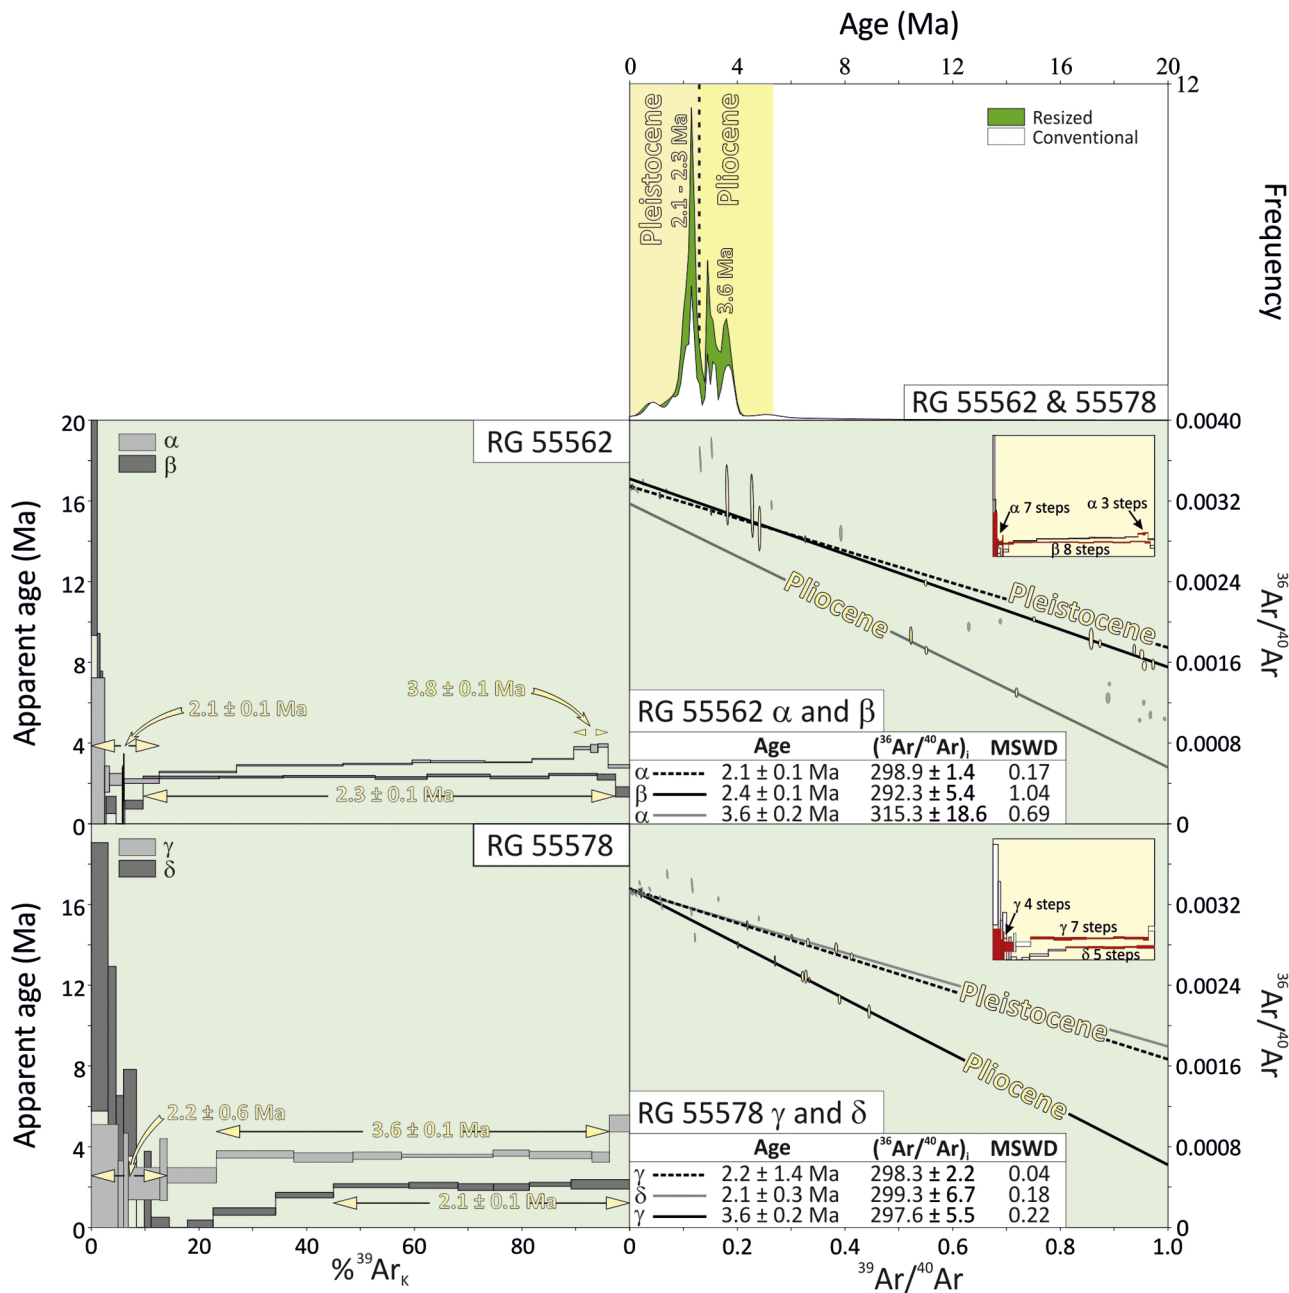 Age (Ma)
0 4 8 12 16 20
12
Pleistocene
2.1 - 2.3 Ma
Pliocene
3.6 Ma
Resized
Conventional
Frequency
RG 55562 & 55578
20
16
12
8
4
0
Apparent age (Ma)
α
β
RG 55562
2.1 ± 0.1 Ma
3.8 ± 0.1 Ma
2.3 ± 0.1 Ma
0.0040
0.0032
0.0024
0.0016
0.0008
0
³⁶Ar/⁴⁰Ar
α 7 steps
α 3 steps
β 8 steps
Pliocene
Pleistocene
RG 55562 α and β
Age (³⁶Ar/⁴⁰Ar)ᵢ MSWD
α 2.1 ± 0.1 Ma 298.9 ± 1.4 0.17
β 2.4 ± 0.1 Ma 292.3 ± 5.4 1.04
α 3.6 ± 0.2 Ma 315.3 ± 18.6 0.69
16
12
8
4
0
Apparent age (Ma)
γ
δ
RG 55578
2.2 ± 0.6 Ma
3.6 ± 0.1 Ma
2.1 ± 0.1 Ma
0 20 40 60 80
%³⁹Arₖ
0.0032
0.0024
0.0016
0.0008
0
³⁶Ar/⁴⁰Ar
γ 4 steps
γ 7 steps
δ 5 steps
Pleistocene
Pliocene
RG 55578 γ and δ
Age (³⁶Ar/⁴⁰Ar)ᵢ MSWD
γ 2.2 ± 1.4 Ma 298.3 ± 2.2 0.04
δ 2.1 ± 0.3 Ma 299.3 ± 6.7 0.18
γ 3.6 ± 0.2 Ma 297.6 ± 5.5 0.22
0 0.2 0.4 0.6 0.8 1.0
³⁹Ar/⁴⁰Ar